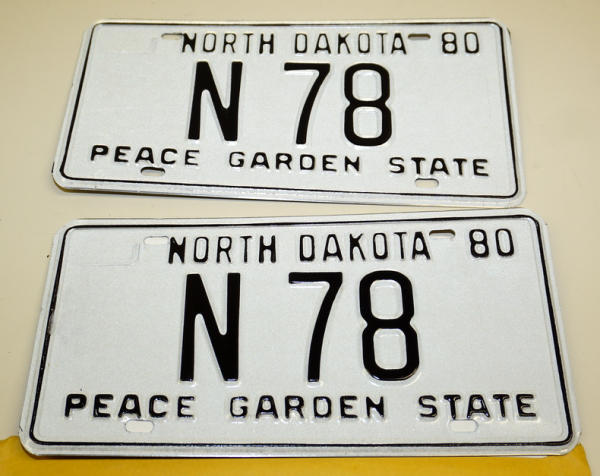 NORTH DAKOTA 80
N 78
PEACE GARDEN STATE
NORTH DAKOTA 80
N 78
PEACE GARDEN STATE